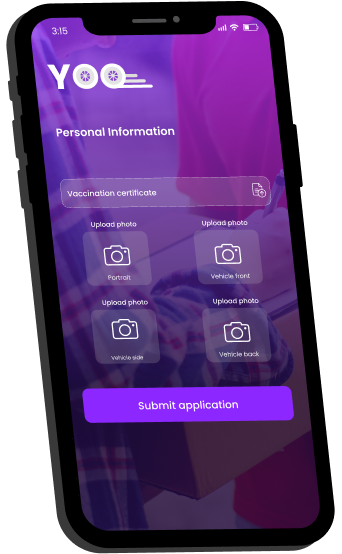 3:15
YOO
Personal Information
Vaccination certificate
Upload photo
Upload photo
Portrait
Vehicle front
Upload photo
Upload photo
Vehicle side
Vehicle back
Submit application